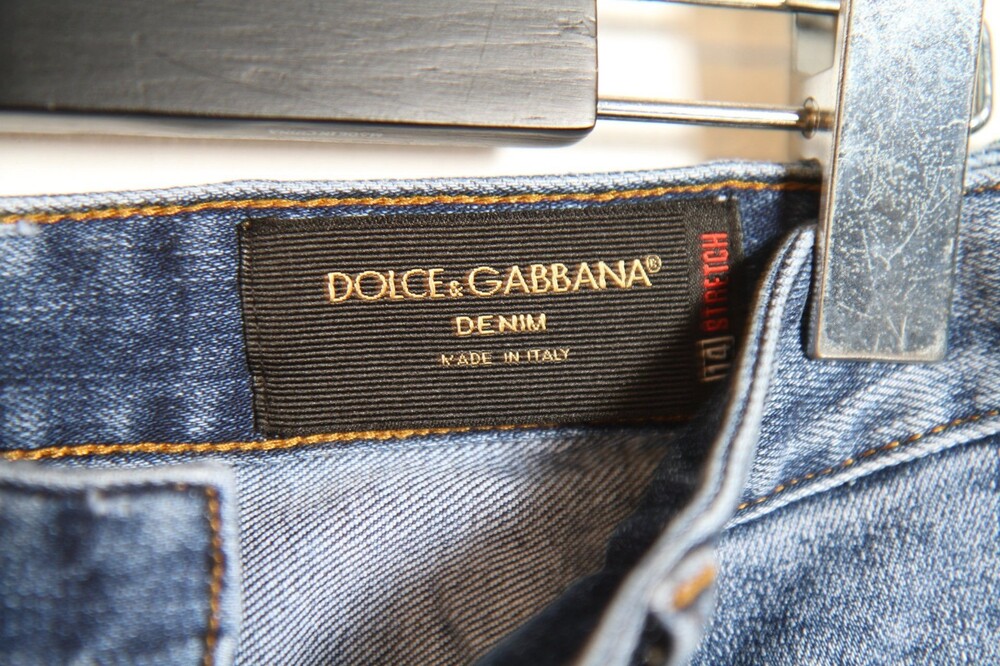 DOLCE&GABBANA®
DENIM
MADE IN ITALY
14 STRETCH